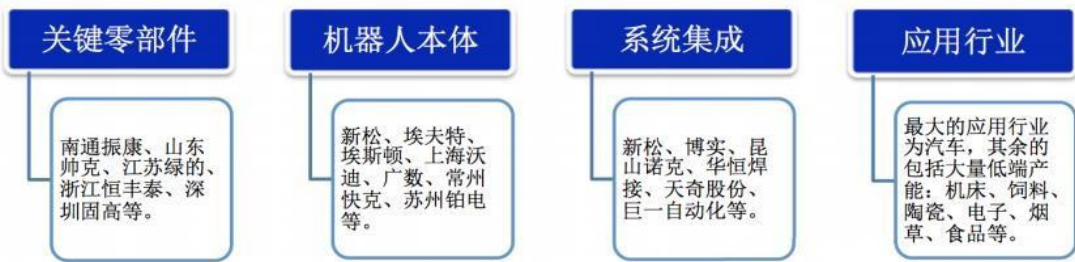 关键零部件
南通振康、山东
帅克、江苏绿的、
浙江恒丰泰、深
圳固高等。
机器人本体
新松、埃夫特、
埃斯顿、上海沃
迪、广数、常州
快克、苏州铂电
等。
系统集成
新松、博实、昆
山诺克、华恒焊
接、天奇股份、
巨一自动化等。
应用行业
最大的应用行业
为汽车，其余的
包括大量低端产
能：机床、饲料、
陶瓷、电子、烟
草、食品等。